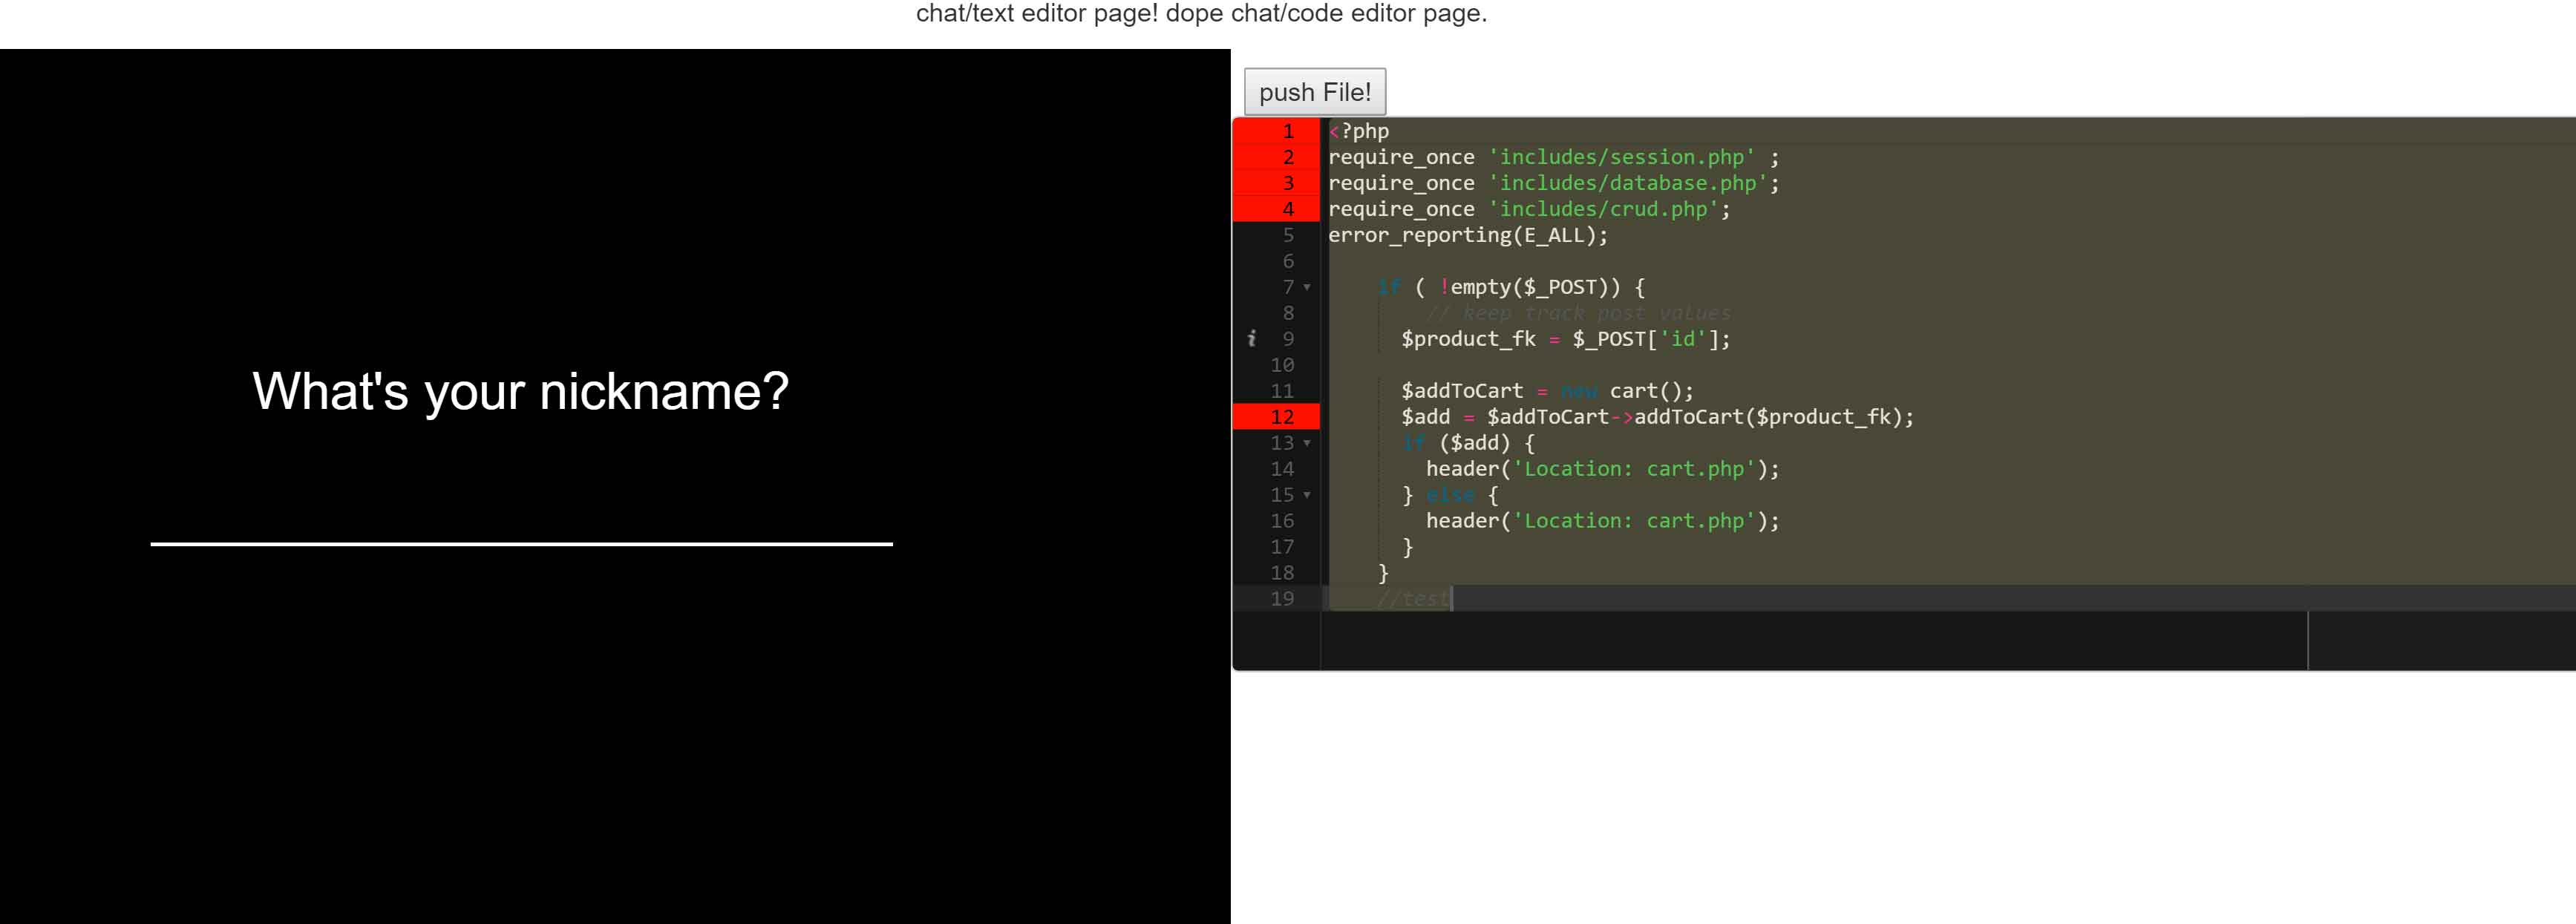 chat/text editor page! dope chat/code editor page.
What's your nickname?
push File!
1 <?php
2 require_once 'includes/session.php' ;
3 require_once 'includes/database.php';
4 require_once 'includes/crud.php';
5 error_reporting(E_ALL);
6
7 if ( !empty($_POST)) {
8 // keep track post values
9 $product_fk = $_POST['id'];
10
11 $addToCart = new cart();
12 $add = $addToCart->addToCart($product_fk);
13 if ($add) {
14 header('Location: cart.php');
15 } else {
16 header('Location: cart.php');
17 }
18 }
19 //test